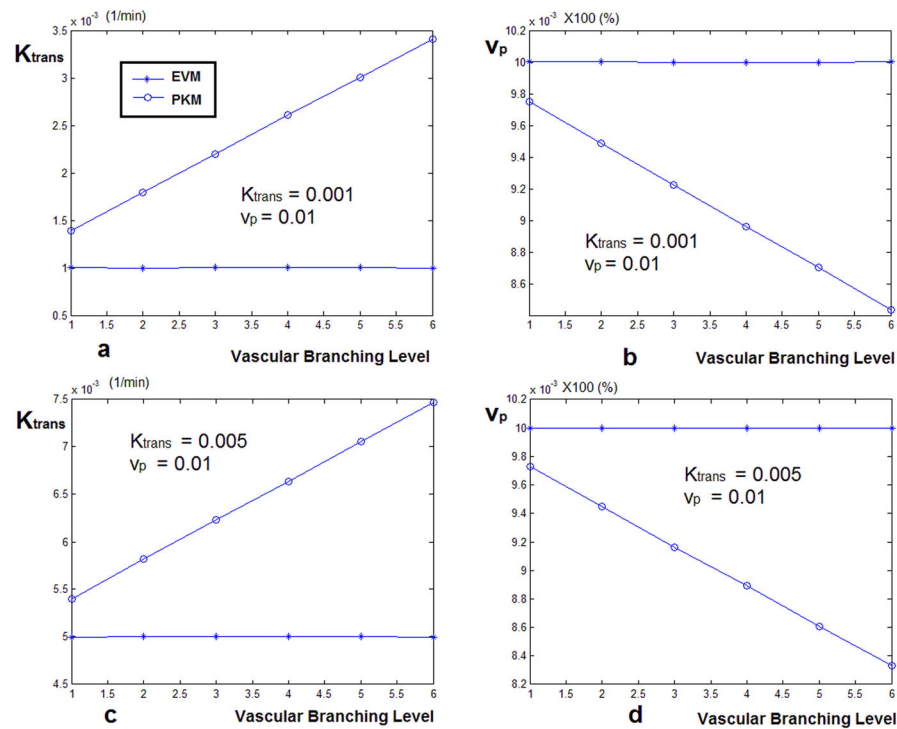 x 10⁻³ (1/min)
Ktrans
3.5
3
2.5
2
1.5
1
0.5
EVM
PKM
Ktrans = 0.001
vp = 0.01
1 1.5 2 2.5 3 3.5 4 4.5 5 5.5 6
a
Vascular Branching Level
x 10⁻³ X100 (%)
vp
10.2
10
9.8
9.6
9.4
9.2
9
8.8
8.6
Ktrans = 0.001
vp = 0.01
1 1.5 2 2.5 3 3.5 4 4.5 5 5.5 6
b
Vascular Branching Level
x 10⁻³ (1/min)
Ktrans
7.5
7
6.5
6
5.5
5
4.5
Ktrans = 0.005
vp = 0.01
1 1.5 2 2.5 3 3.5 4 4.5 5 5.5 6
c
Vascular Branching Level
x 10⁻³ X100 (%)
vp
10.2
10
9.8
9.6
9.4
9.2
9
8.8
8.6
8.4
8.2
Ktrans = 0.005
vp = 0.01
1 1.5 2 2.5 3 3.5 4 4.5 5 5.5 6
d
Vascular Branching Level